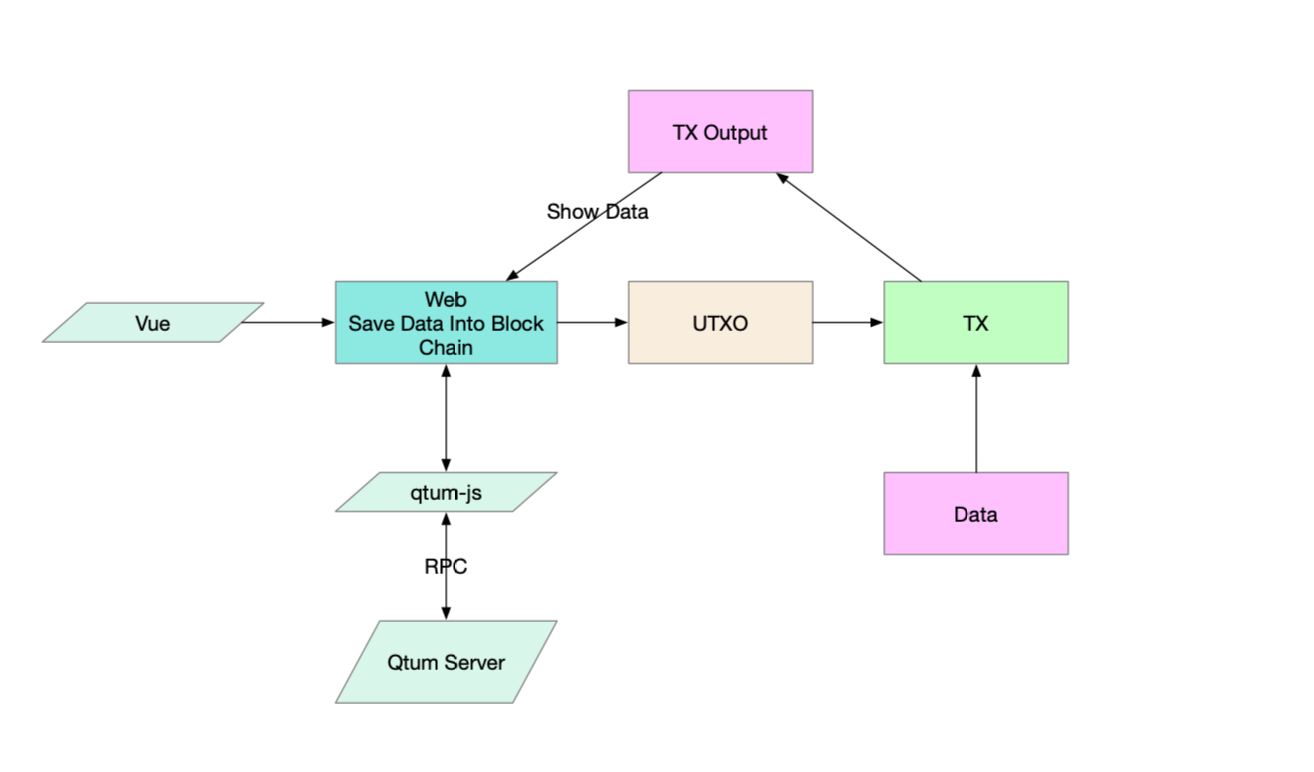 TX Output
Show Data
Vue
Web
Save Data Into Block
Chain
UTXO
TX
qtum-js
Data
RPC
Qtum Server